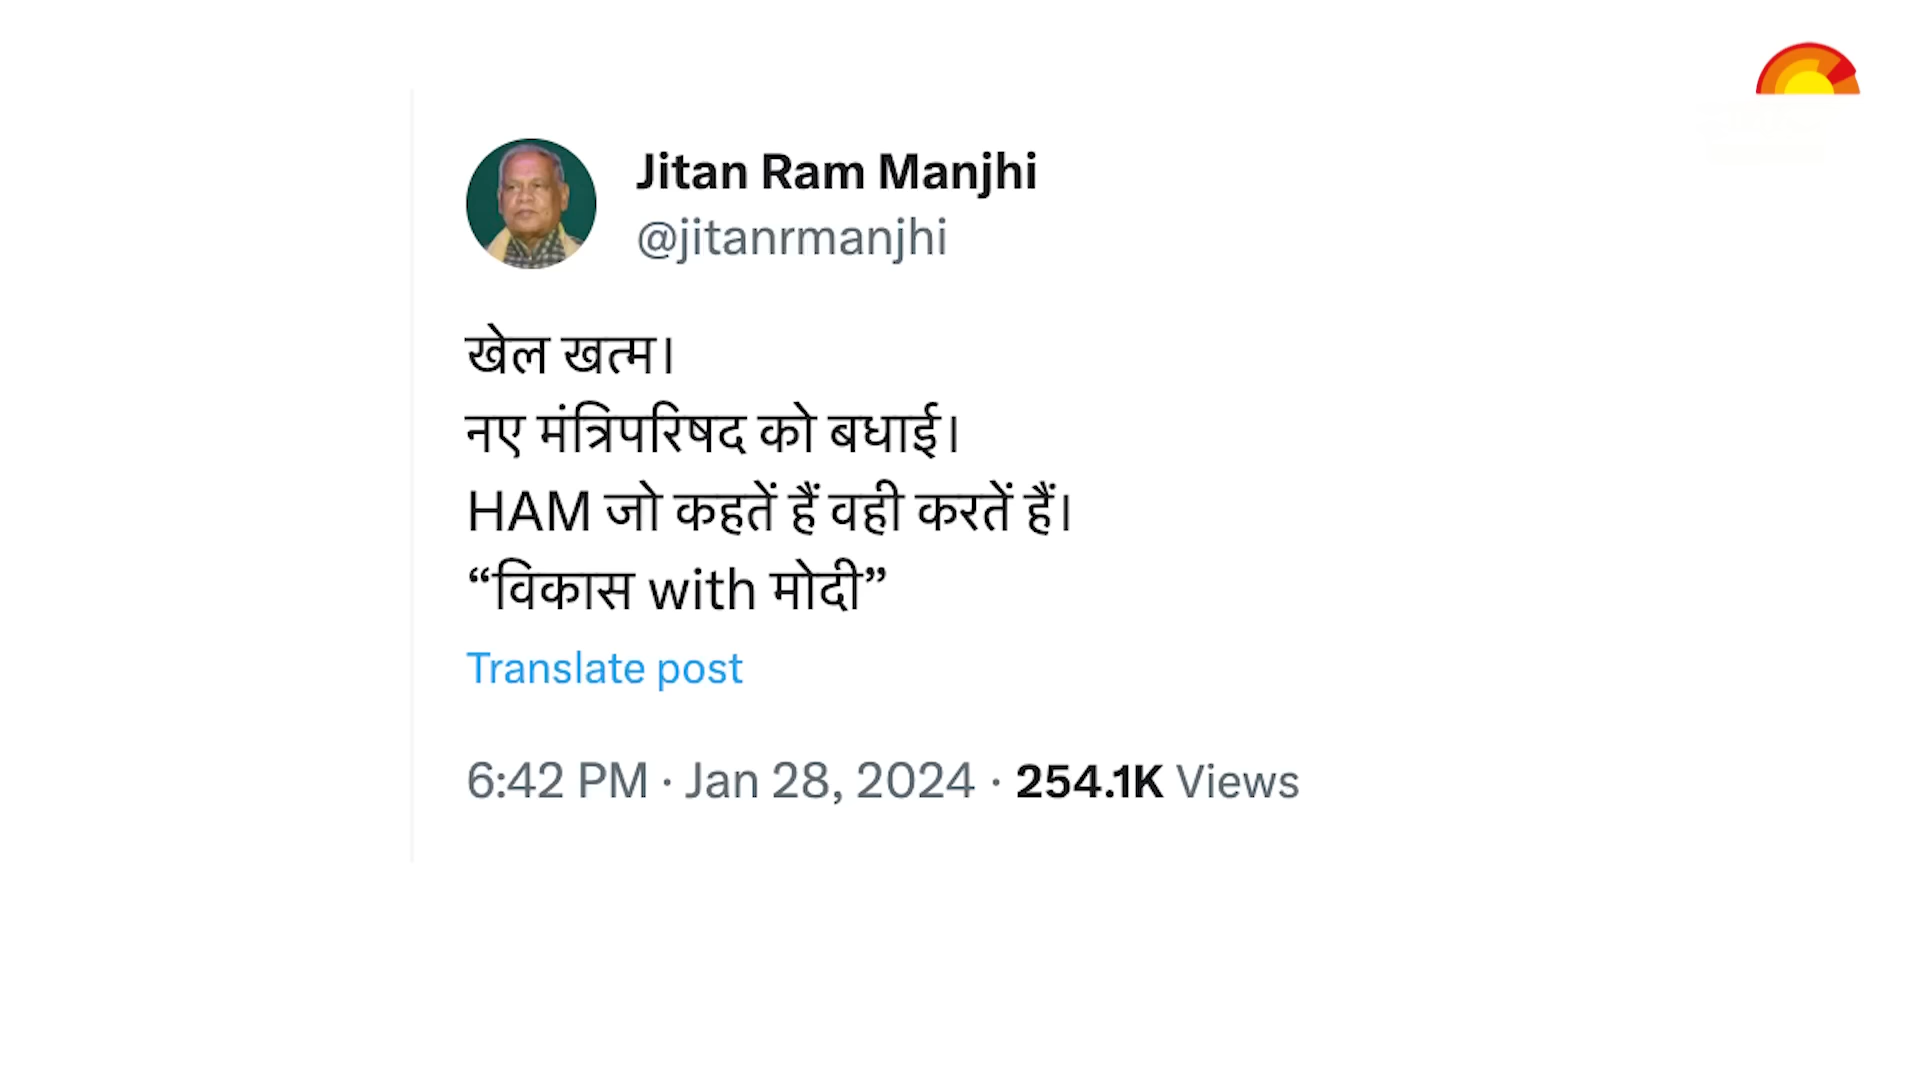 Jitan Ram Manjhi
@jitanrmanjhi
खेल खत्म।
नए मंत्रिपरिषद को बधाई।
HAM जो कहतें हैं वही करतें हैं।
“विकास with मोदी”
Translate post
6:42 PM · Jan 28, 2024 · 254.1K Views